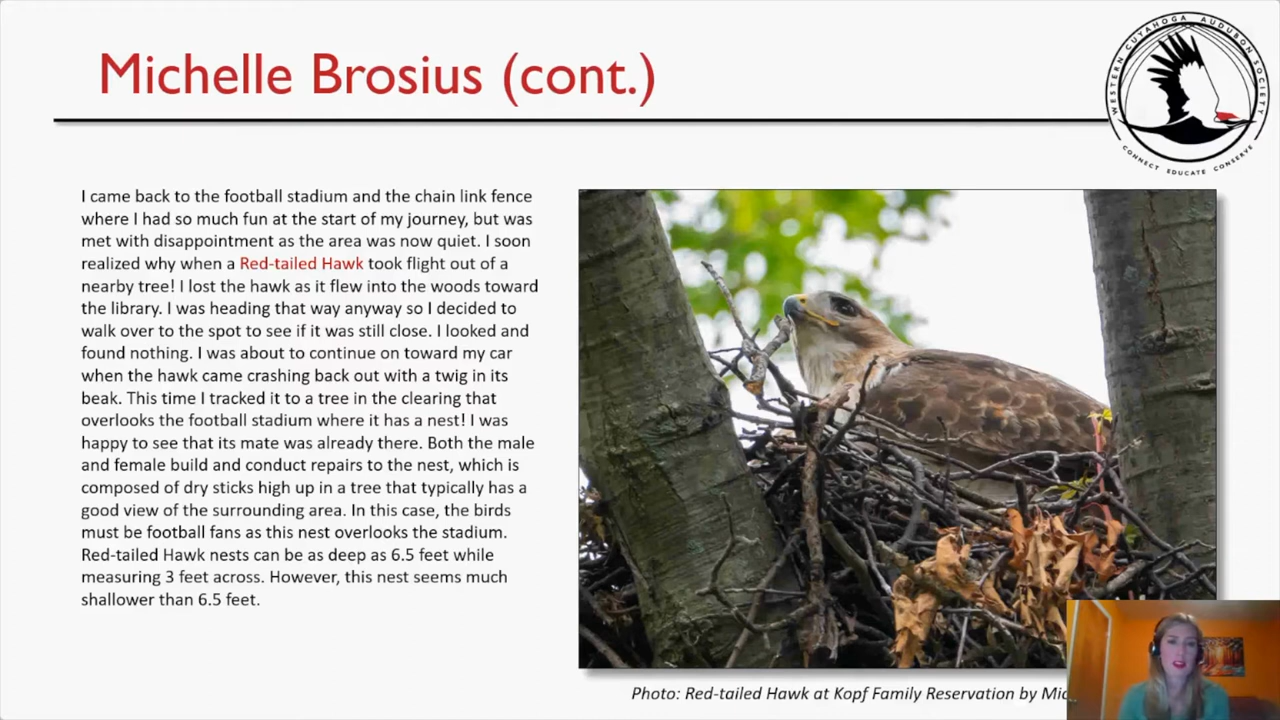 Michelle Brosius (cont.)
WESTERN CUYAHOGA AUDUBON SOCIETY
CONNECT EDUCATE CONSERVE
I came back to the football stadium and the chain link fence
where I had so much fun at the start of my journey, but was
met with disappointment as the area was now quiet. I soon
realized why when a Red-tailed Hawk took flight out of a
nearby tree! I lost the hawk as it flew into the woods toward
the library. I was heading that way anyway so I decided to
walk over to the spot to see if it was still close. I looked and
found nothing. I was about to continue on toward my car
when the hawk came crashing back out with a twig in its
beak. This time I tracked it to a tree in the clearing that
overlooks the football stadium where it has a nest! I was
happy to see that its mate was already there. Both the male
and female build and conduct repairs to the nest, which is
composed of dry sticks high up in a tree that typically has a
good view of the surrounding area. In this case, the birds
must be football fans as this nest overlooks the stadium.
Red-tailed Hawk nests can be as deep as 6.5 feet while
measuring 3 feet across. However, this nest seems much
shallower than 6.5 feet.
Photo: Red-tailed Hawk at Kopf Family Reservation by